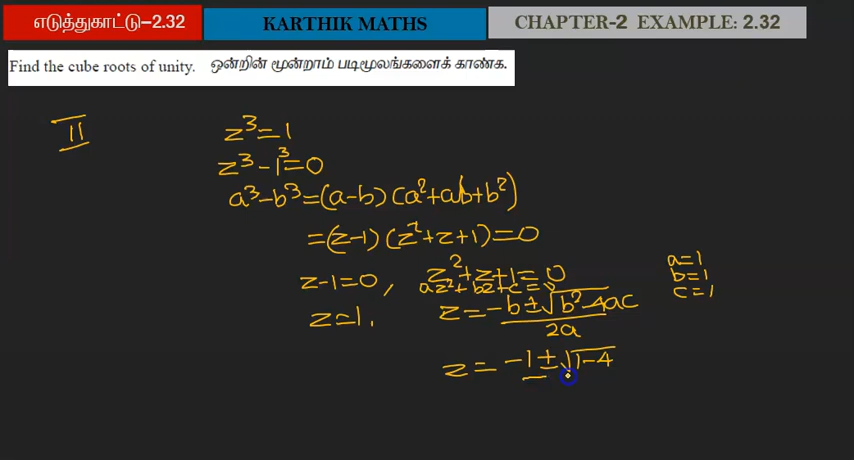 எடுத்துகாட்டு–2.32
KARTHIK MATHS
CHAPTER-2 EXAMPLE: 2.32
Find the cube roots of unity. ஒன்றின் மூன்றாம் படிமூலங்களைக் காண்க.
II
z³=1
z³-1³=0
a³-b³=(a-b)(a²+ab+b²)
=(z-1)(z²+z+1)=0
z-1=0, z²+z+1=0
az²+bz+c=0
a=1
b=1
c=1
z=1, z=-b±√b²-4ac/2a
z=-1±√1-4